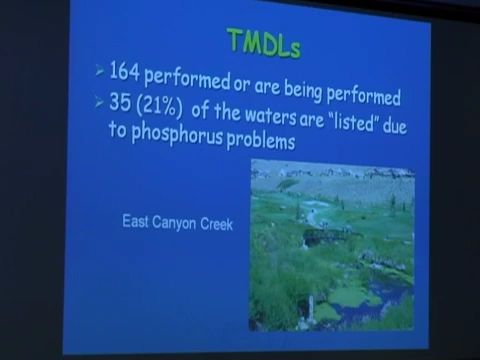 TMDLs
➢ 164 performed or are being performed
➢ 35 (21%) of the waters are "listed" due
to phosphorus problems
East Canyon Creek